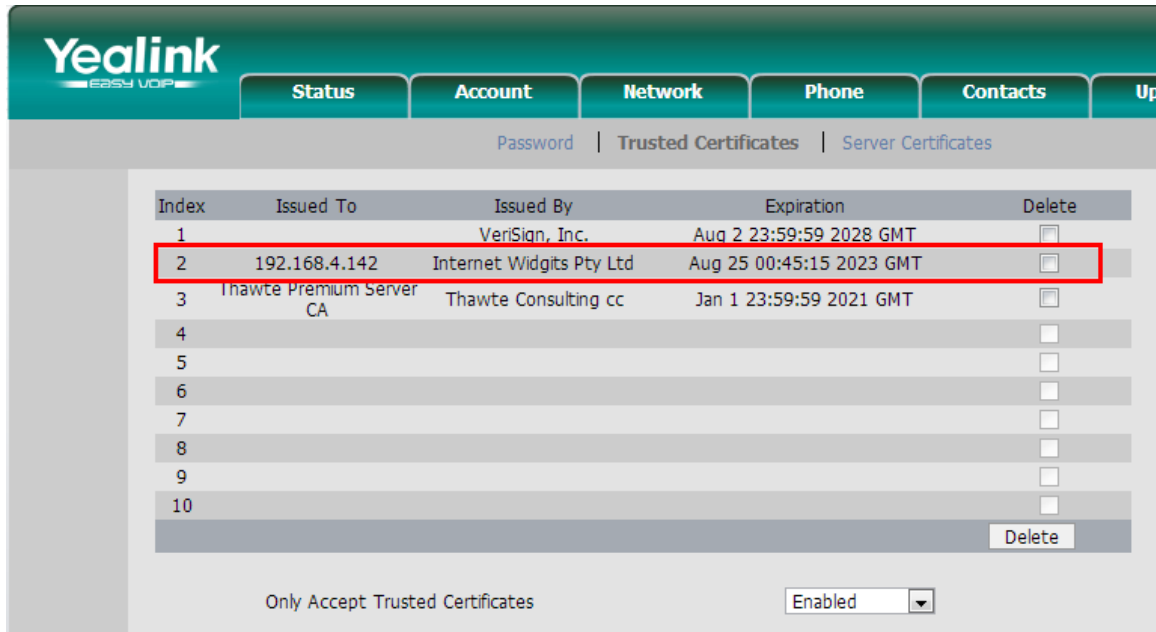 Yealink
EASY VOIP
Status Account Network Phone Contacts Up
Password | Trusted Certificates | Server Certificates
Index Issued To Issued By Expiration Delete
1 VeriSign, Inc. Aug 2 23:59:59 2028 GMT
2 192.168.4.142 Internet Widgits Pty Ltd Aug 25 00:45:15 2023 GMT
3 Thawte Premium Server CA Thawte Consulting cc Jan 1 23:59:59 2021 GMT
4
5
6
7
8
9
10
Delete
Only Accept Trusted Certificates Enabled